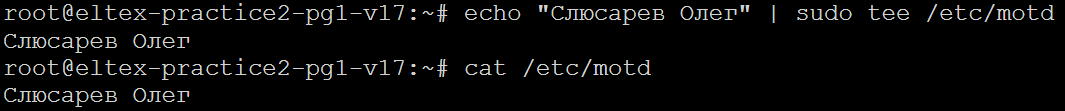 root@eltex-practice2-pg1-v17:~# echo "Слюсарев Олег" | sudo tee /etc/motd
Слюсарев Олег
root@eltex-practice2-pg1-v17:~# cat /etc/motd
Слюсарев Олег